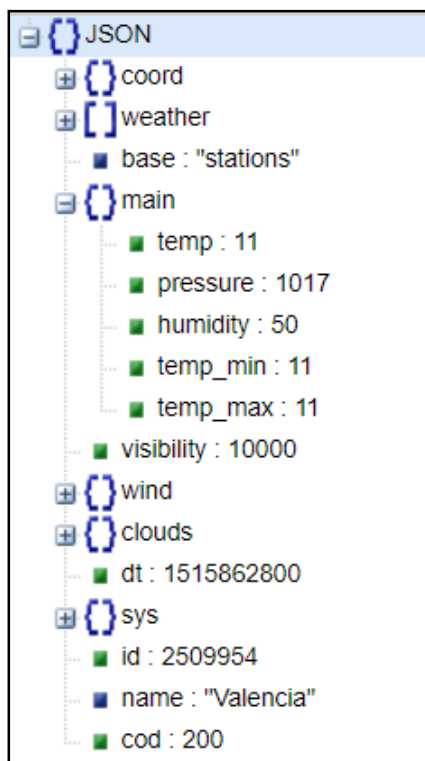 JSON
coord
weather
base : "stations"
main
temp : 11
pressure : 1017
humidity : 50
temp_min : 11
temp_max : 11
visibility : 10000
wind
clouds
dt : 1515862800
sys
id : 2509954
name : "Valencia"
cod : 200